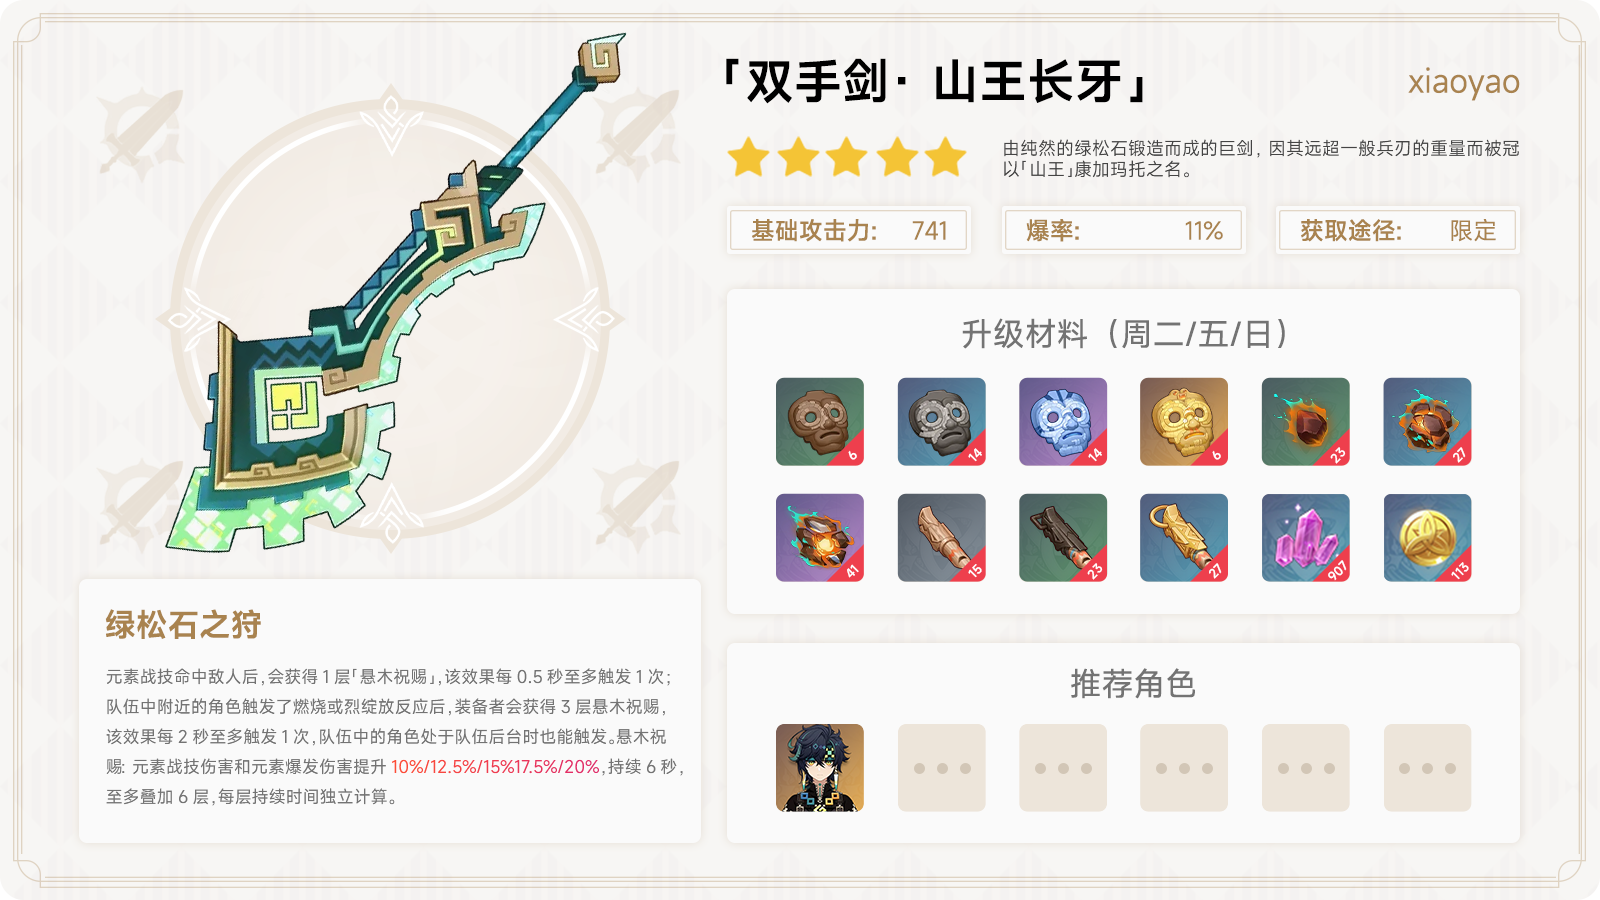 「双手剑· 山王长牙」
xiaoyao
由纯然的绿松石锻造而成的巨剑，因其远超一般兵刃的重量而被冠
以「山王」康加玛托之名。
基础攻击力: 741
爆率: 11%
获取途径: 限定
升级材料（周二/五/日）
6
14
14
6
23
27
41
15
23
27
907
113
绿松石之狩
元素战技命中敌人后,会获得 1 层「悬木祝赐」,该效果每 0.5 秒至多触发 1 次;
队伍中附近的角色触发了燃烧或烈绽放反应后,装备者会获得 3 层悬木祝赐,
该效果每 2 秒至多触发 1 次,队伍中的角色处于队伍后台时也能触发。悬木祝
赐: 元素战技伤害和元素爆发伤害提升 10%/12.5%/15%17.5%/20%,持续 6 秒,
至多叠加 6 层,每层持续时间独立计算。
推荐角色